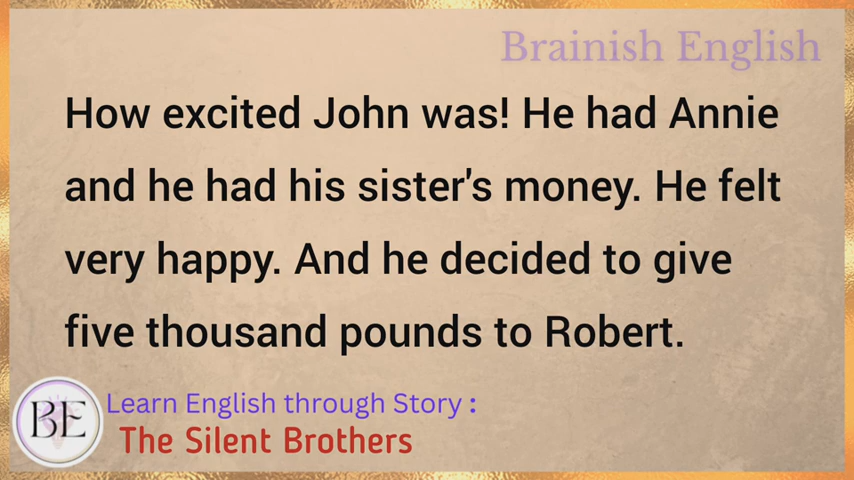 Brainish English
How excited John was! He had Annie
and he had his sister's money. He felt
very happy. And he decided to give
five thousand pounds to Robert.
BE
Learn English through Story :
The Silent Brothers